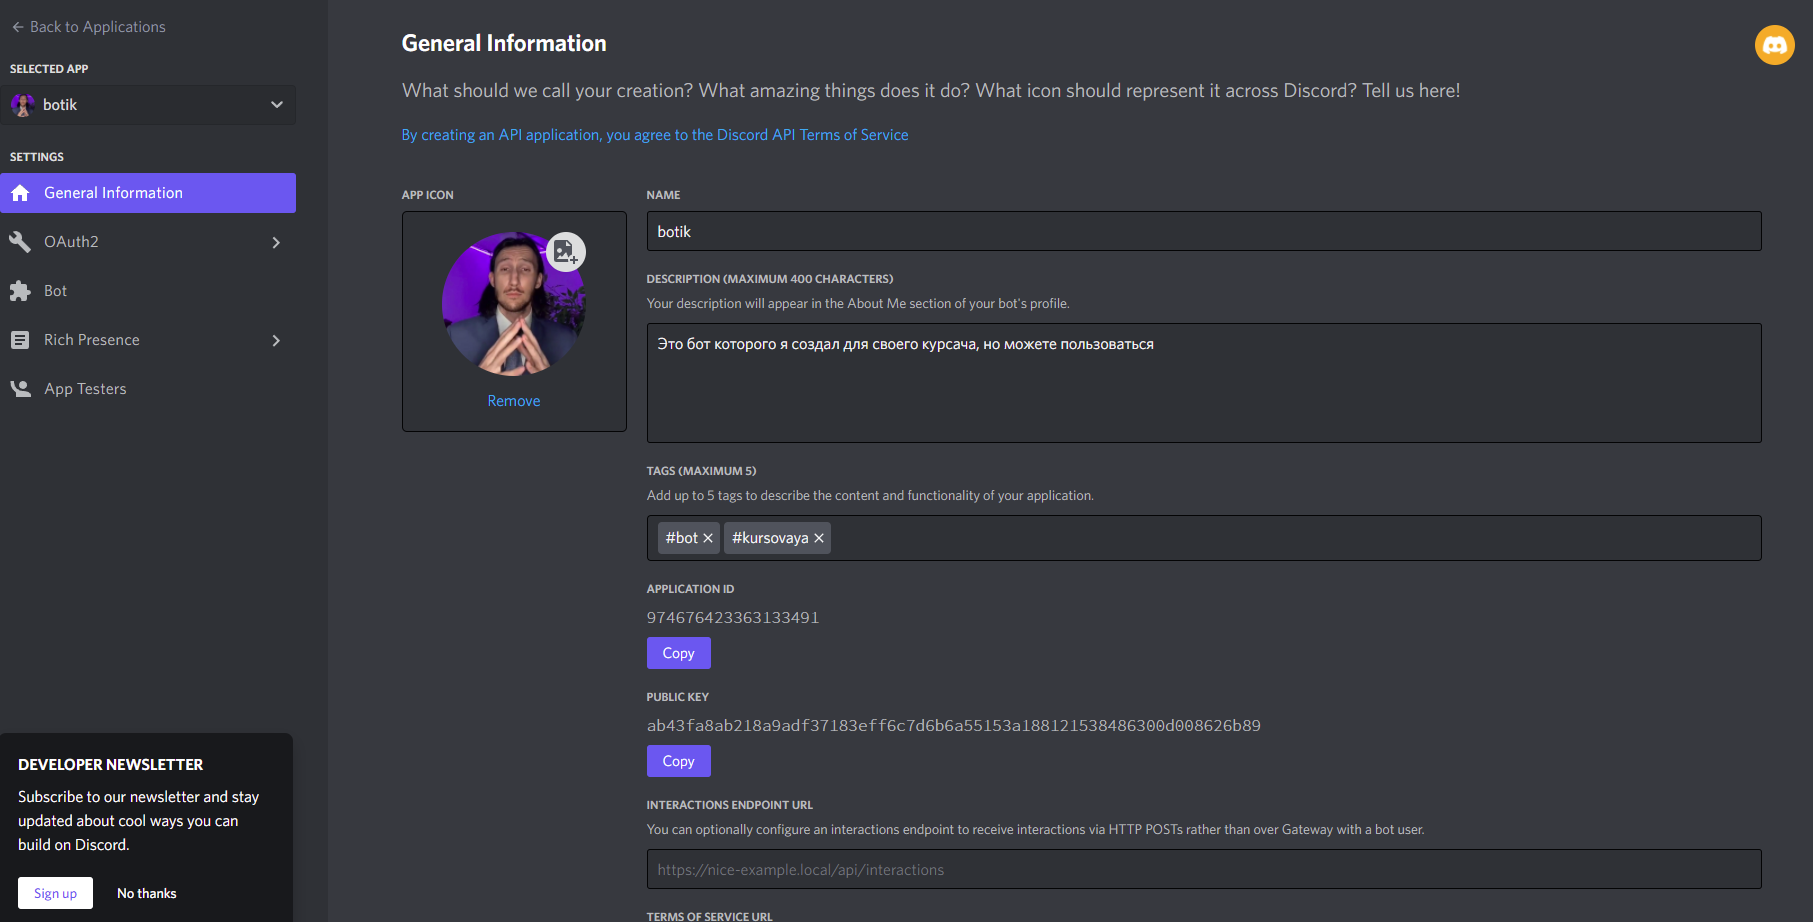 Back to Applications
SELECTED APP
botik
SETTINGS
General Information
OAuth2
Bot
Rich Presence
App Testers
DEVELOPER NEWSLETTER
Subscribe to our newsletter and stay
updated about cool ways you can
build on Discord.
Sign up No thanks
General Information
What should we call your creation? What amazing things does it do? What icon should represent it across Discord? Tell us here!
By creating an API application, you agree to the Discord API Terms of Service
APP ICON
Remove
NAME
botik
DESCRIPTION (MAXIMUM 400 CHARACTERS)
Your description will appear in the About Me section of your bot's profile.
Это бот которого я создал для своего курсача, но можете пользоваться
TAGS (MAXIMUM 5)
Add up to 5 tags to describe the content and functionality of your application.
#bot #kursovaya
APPLICATION ID
974676423363133491
Copy
PUBLIC KEY
ab43fa8ab218a9adf37183eff6c7d6b6a55153a188121538486300d008626b89
Copy
INTERACTIONS ENDPOINT URL
You can optionally configure an interactions endpoint to receive interactions via HTTP POSTs rather than over Gateway with a bot user.
https://nice-example.local/api/interactions
TERMS OF SERVICE URL